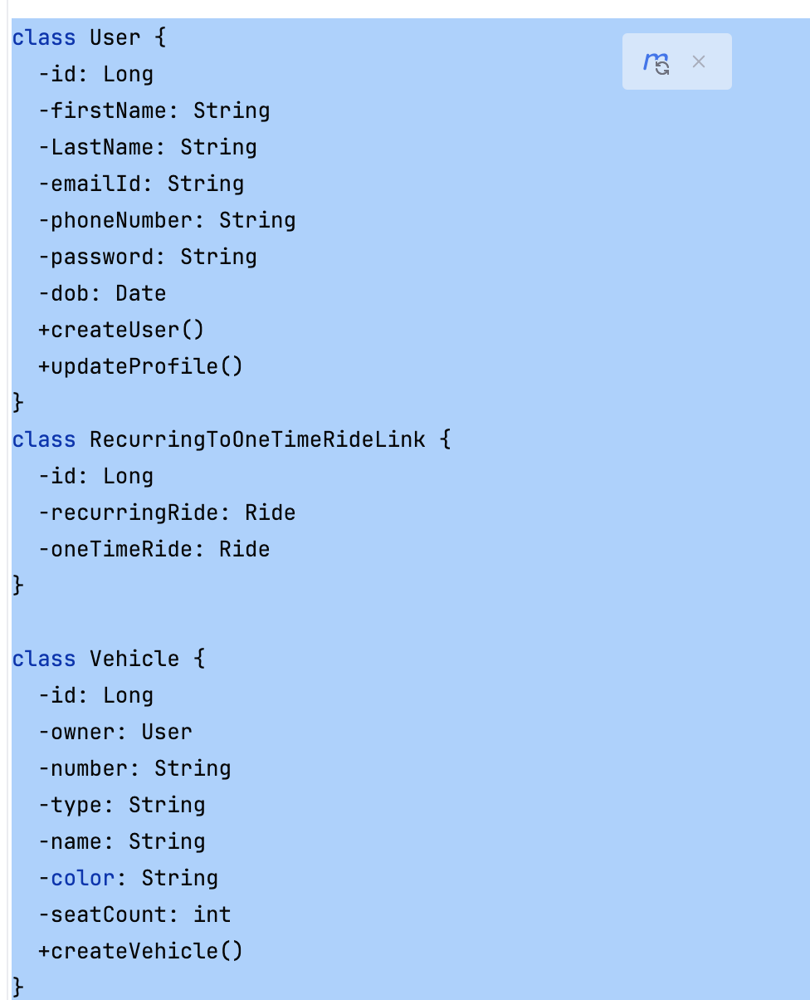 class User {
  -id: Long
  -firstName: String
  -LastName: String
  -emailId: String
  -phoneNumber: String
  -password: String
  -dob: Date
  +createUser()
  +updateProfile()
}
class RecurringToOneTimeRideLink {
  -id: Long
  -recurringRide: Ride
  -oneTimeRide: Ride
}

class Vehicle {
  -id: Long
  -owner: User
  -number: String
  -type: String
  -name: String
  -color: String
  -seatCount: int
  +createVehicle()
}